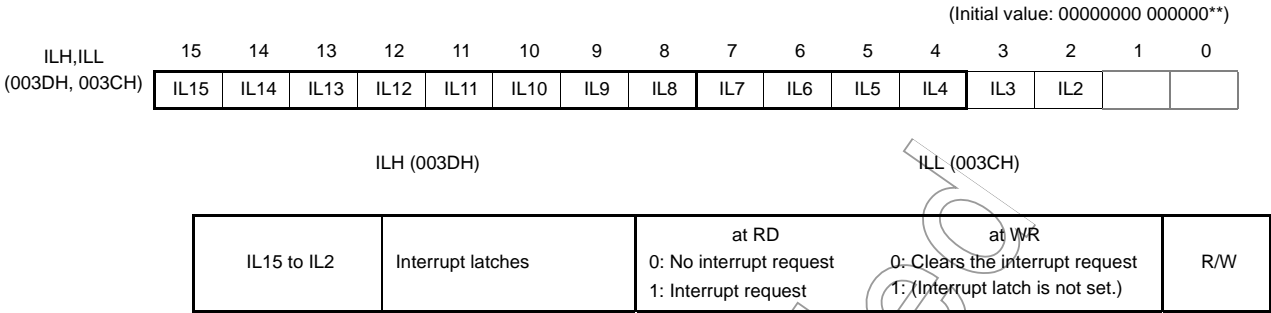 (Initial value: 00000000 000000**)
ILH,ILL
(003DH, 003CH)
15 14 13 12 11 10 9 8 7 6 5 4 3 2 1 0
IL15 IL14 IL13 IL12 IL11 IL10 IL9 IL8 IL7 IL6 IL5 IL4 IL3 IL2
ILH (003DH) ILL (003CH)
IL15 to IL2 Interrupt latches at RD at WR R/W
0: No interrupt request 0: Clears the interrupt request
1: Interrupt request 1: (Interrupt latch is not set.)